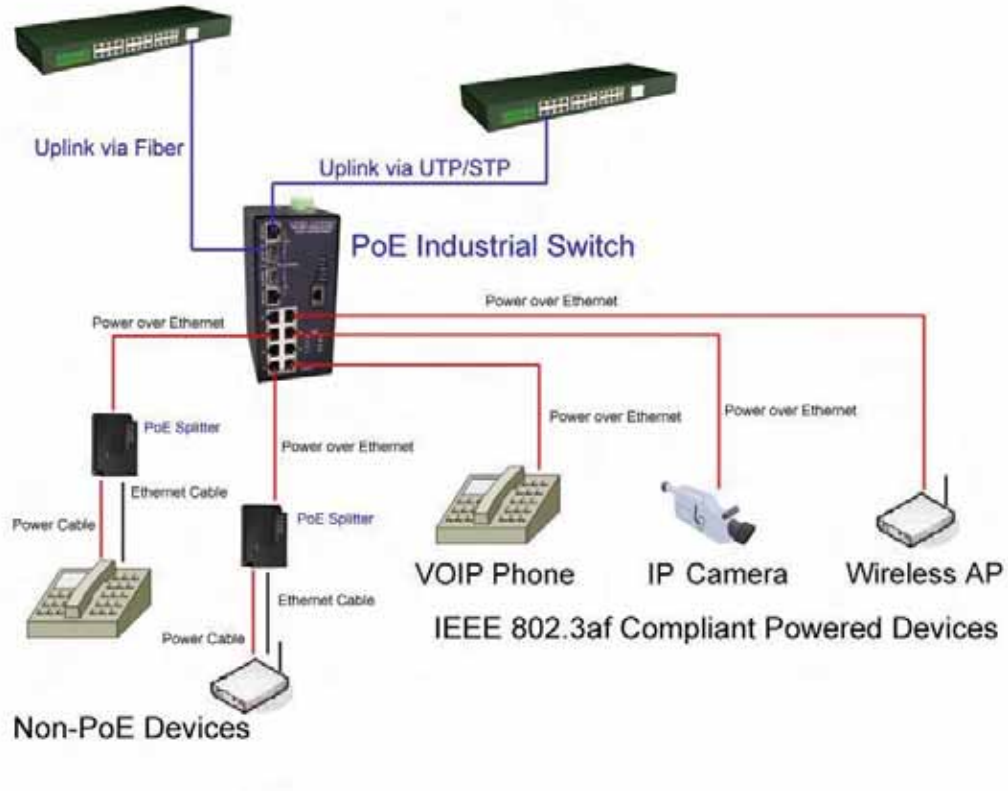 Uplink via Fiber
Uplink via UTP/STP
PoE Industrial Switch
Power over Ethernet
Power over Ethernet
PoE Splitter
Power over Ethernet
Power over Ethernet
Power over Ethernet
Ethernet Cable
Power Cable
PoE Splitter
VOIP Phone
IP Camera
Wireless AP
Ethernet Cable
IEEE 802.3af Compliant Powered Devices
Power Cable
Non-PoE Devices